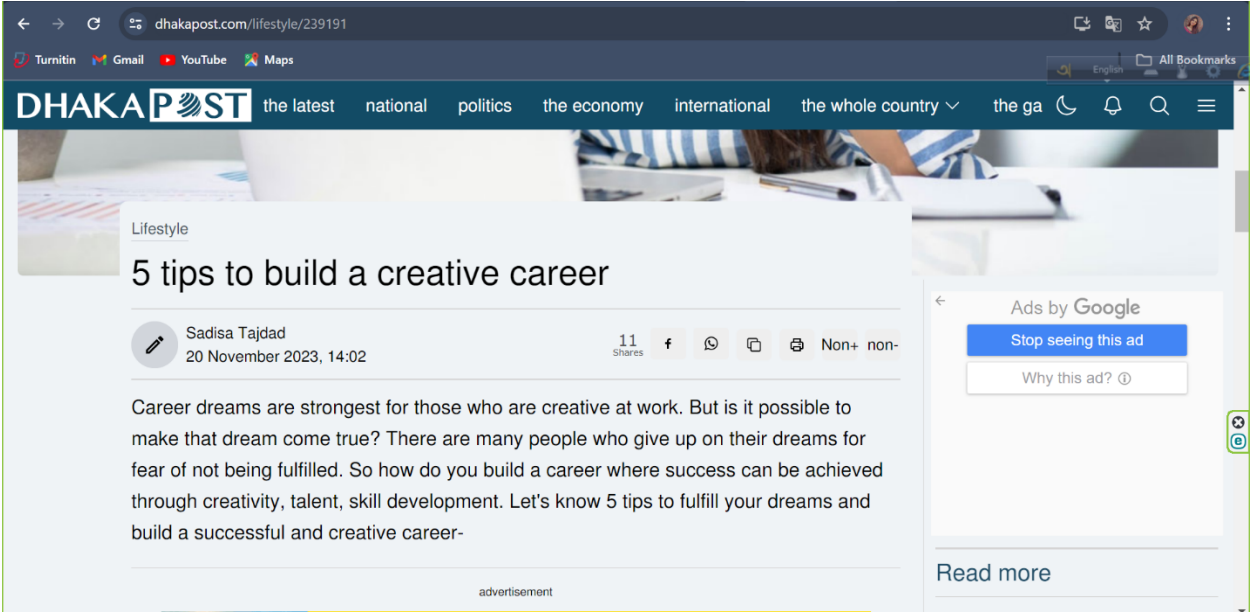 dhakapost.com/lifestyle/239191
Turnitin Gmail YouTube Maps All Bookmarks
অ English
DHAKA POST the latest national politics the economy international the whole country the ga
Lifestyle
5 tips to build a creative career
Sadisa Tajdad
20 November 2023, 14:02
11
Shares
Non+ non-
Career dreams are strongest for those who are creative at work. But is it possible to
make that dream come true? There are many people who give up on their dreams for
fear of not being fulfilled. So how do you build a career where success can be achieved
through creativity, talent, skill development. Let's know 5 tips to fulfill your dreams and
build a successful and creative career-
advertisement
Ads by Google
Stop seeing this ad
Why this ad?
Read more